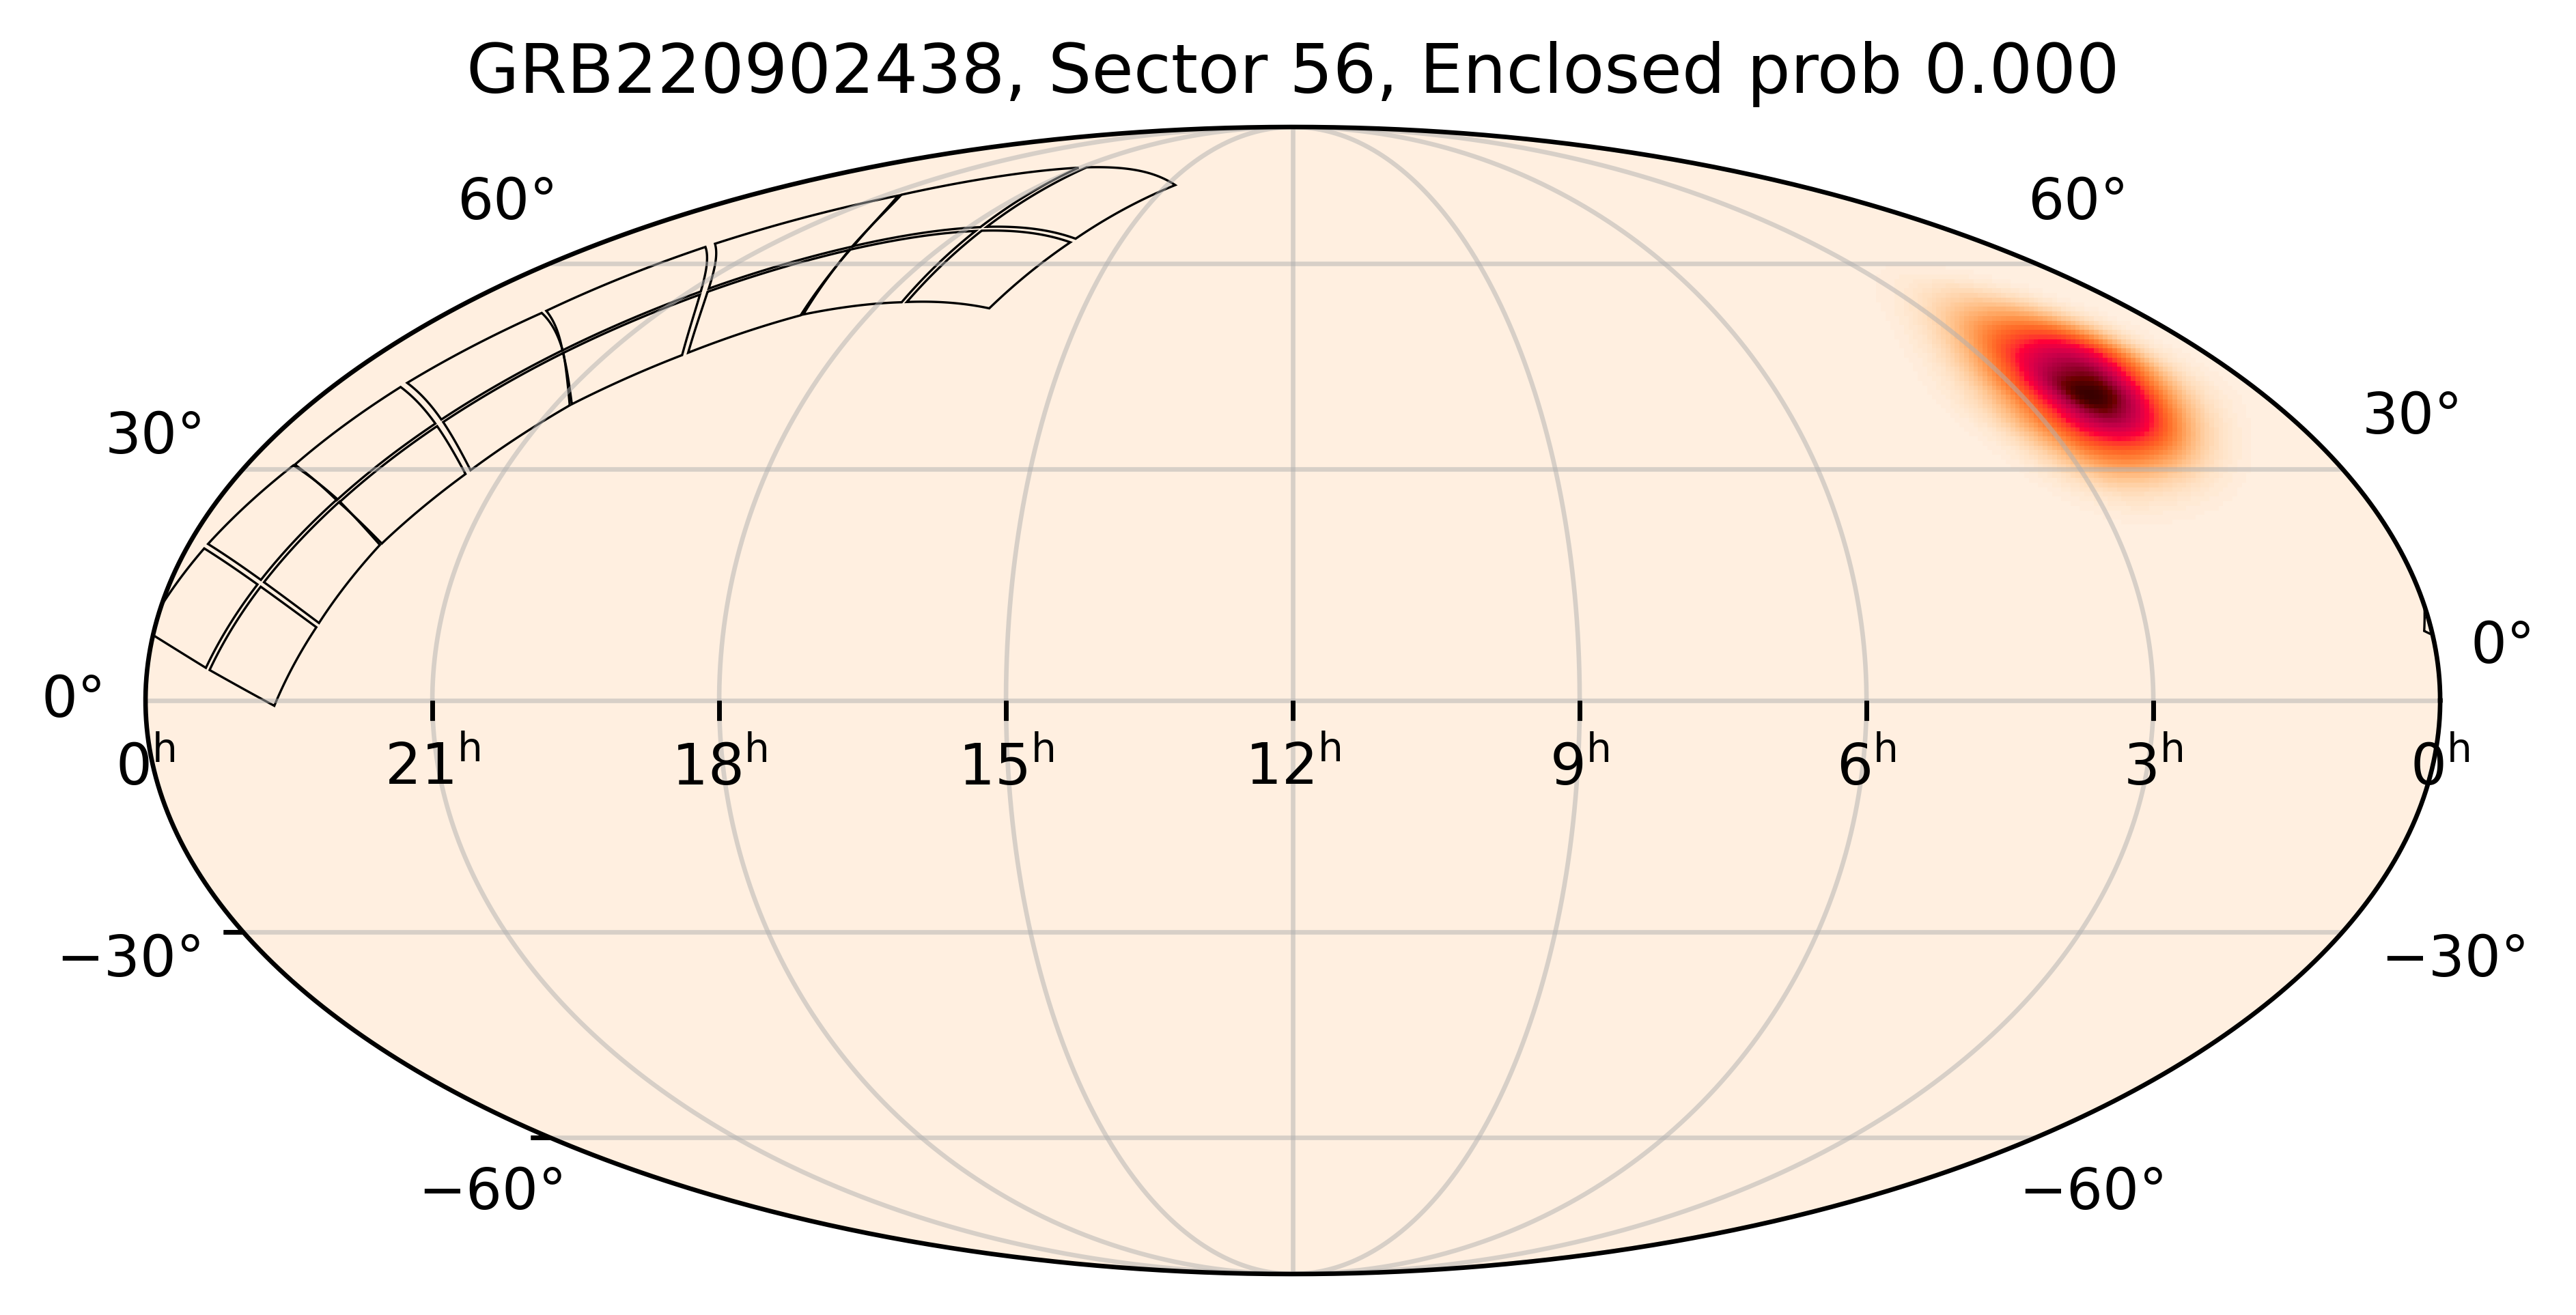 GRB220902438, Sector 56, Enclosed prob 0.000
60° 60°
30° 30°
0° 0°
0ʰ 21ʰ 18ʰ 15ʰ 12ʰ 9ʰ 6ʰ 3ʰ 0ʰ
−30° −30°
−60° −60°